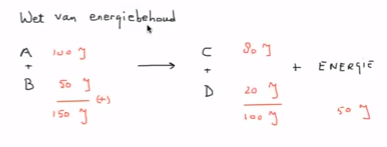 Wet van energiebehoud
A 100 J → C 80 J
+ + + ENERGIE
B 50 J (+) D 20 J
150 J 100 J 50 J